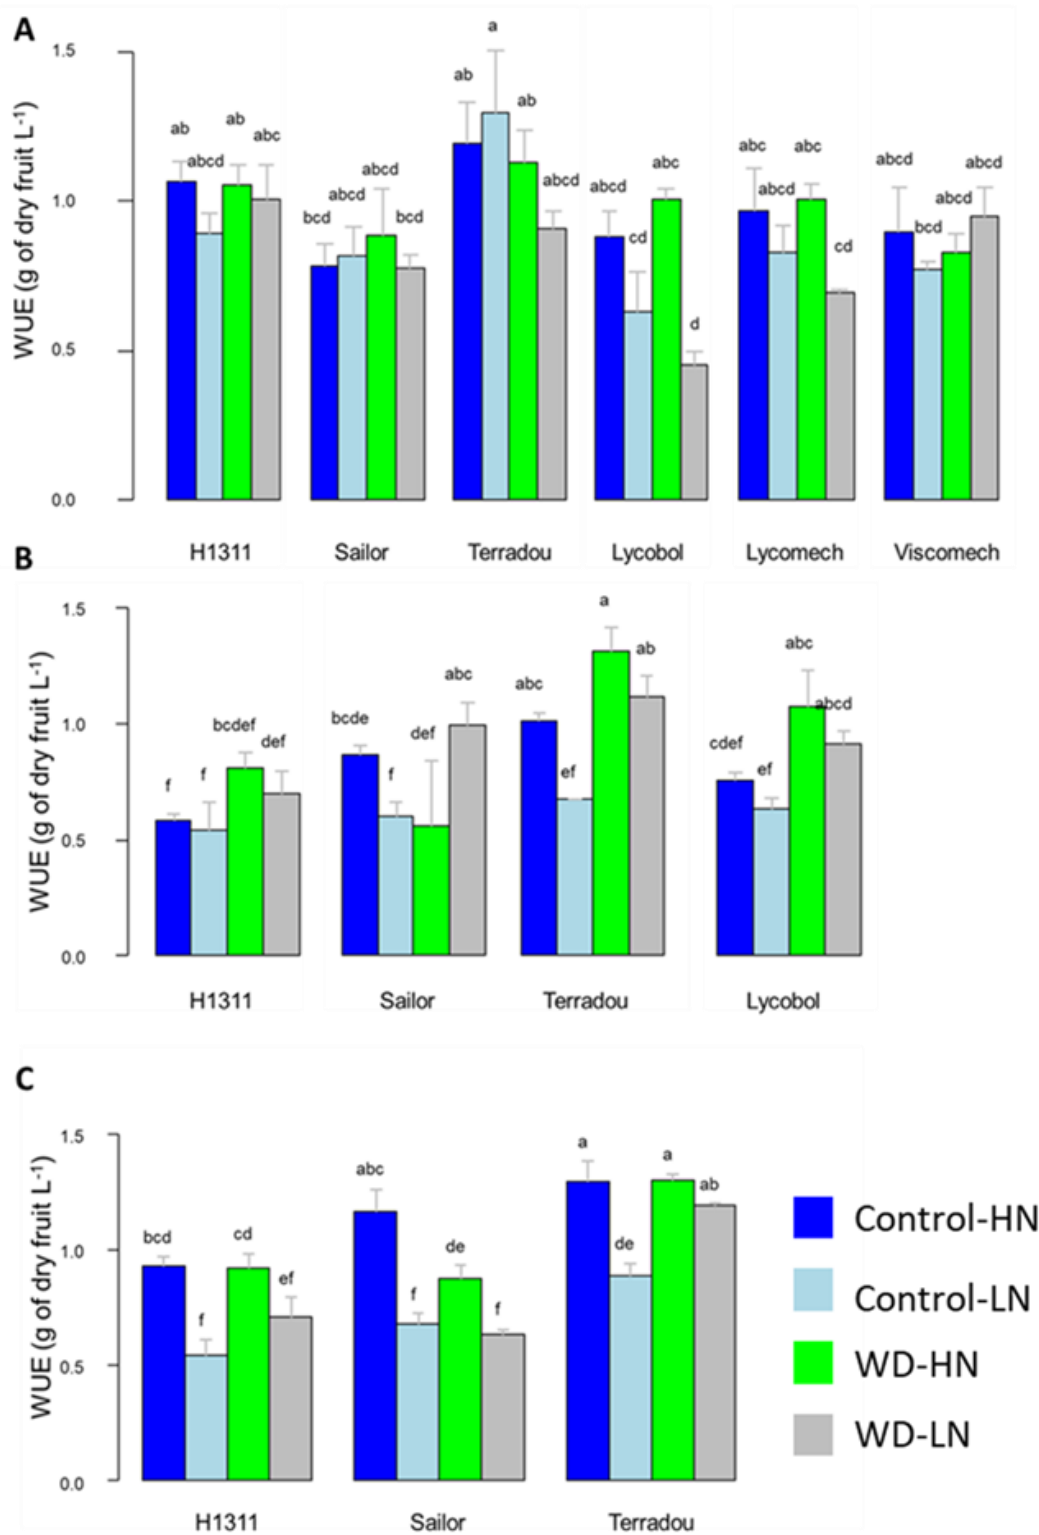 A
WUE (g of dry fruit L-1)
1.5
1.0
0.5
0.0
ab
abcd
ab
abc
bcd
abcd
abcd
bcd
ab
a
ab
abcd
abcd
cd
abc
d
abc
abcd
abc
cd
abcd
bcd
abcd
abcd
H1311
Sailor
Terradou
Lycobol
Lycomech
Viscomech
B
WUE (g of dry fruit L-1)
1.5
1.0
0.5
0.0
f
f
bcdef
def
bcde
f
def
abc
abc
ef
a
ab
cdef
ef
abc
abcd
H1311
Sailor
Terradou
Lycobol
C
WUE (g of dry fruit L-1)
1.5
1.0
0.5
0.0
bcd
f
cd
ef
abc
f
de
f
a
de
a
ab
H1311
Sailor
Terradou
Control-HN
Control-LN
WD-HN
WD-LN